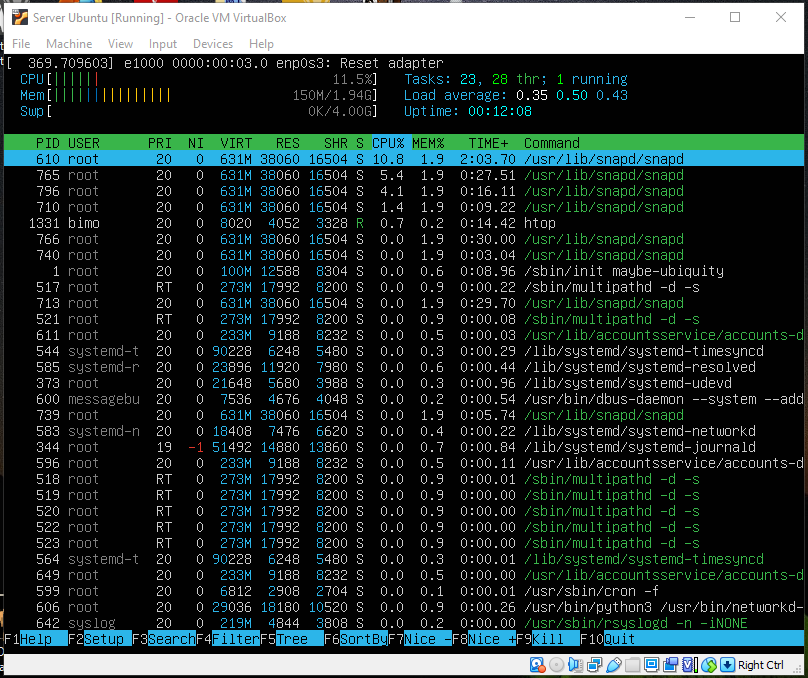 Server Ubuntu [Running] - Oracle VM VirtualBox
File Machine View Input Devices Help
[ 369.709603] e1000 0000:00:03.0 enp0s3: Reset adapter
CPU[|||||| 11.5%] Tasks: 23, 28 thr; 1 running
Mem[||||||||||||||| 150M/1.94G] Load average: 0.35 0.50 0.43
Swp[ 0K/4.00G] Uptime: 00:12:08
PID USER PRI NI VIRT RES SHR S CPU% MEM% TIME+ Command
610 root 20 0 631M 38060 16504 S 10.8 1.9 2:03.70 /usr/lib/snapd/snapd
765 root 20 0 631M 38060 16504 S 5.4 1.9 0:27.51 /usr/lib/snapd/snapd
796 root 20 0 631M 38060 16504 S 4.1 1.9 0:16.11 /usr/lib/snapd/snapd
710 root 20 0 631M 38060 16504 S 1.4 1.9 0:09.22 /usr/lib/snapd/snapd
1331 bimo 20 0 8020 4052 3328 R 0.7 0.2 0:14.42 htop
766 root 20 0 631M 38060 16504 S 0.0 1.9 0:30.00 /usr/lib/snapd/snapd
740 root 20 0 631M 38060 16504 S 0.0 1.9 0:03.04 /usr/lib/snapd/snapd
1 root 20 0 100M 12588 8304 S 0.0 0.6 0:08.96 /sbin/init maybe-ubiquity
517 root RT 0 273M 17992 8200 S 0.0 0.9 0:00.22 /sbin/multipathd -d -s
713 root 20 0 631M 38060 16504 S 0.0 1.9 0:29.70 /usr/lib/snapd/snapd
521 root RT 0 273M 17992 8200 S 0.0 0.9 0:00.08 /sbin/multipathd -d -s
611 root 20 0 233M 9188 8232 S 0.0 0.5 0:00.03 /usr/lib/accountsservice/accounts-d
544 systemd-t 20 0 90228 6248 5480 S 0.0 0.3 0:00.29 /lib/systemd/systemd-timesyncd
585 systemd-r 20 0 23896 11920 7980 S 0.0 0.6 0:00.44 /lib/systemd/systemd-resolved
373 root 20 0 21648 5680 3988 S 0.0 0.3 0:00.96 /lib/systemd/systemd-udevd
600 messagebu 20 0 7536 4676 4048 S 0.0 0.2 0:00.54 /usr/bin/dbus-daemon --system --add
739 root 20 0 631M 38060 16504 S 0.0 1.9 0:05.74 /usr/lib/snapd/snapd
583 systemd-n 20 0 18408 7476 6620 S 0.0 0.4 0:00.22 /lib/systemd/systemd-networkd
344 root 19 -1 51492 14880 13860 S 0.0 0.7 0:00.84 /lib/systemd/systemd-journald
596 root 20 0 233M 9188 8232 S 0.0 0.5 0:00.11 /usr/lib/accountsservice/accounts-d
518 root RT 0 273M 17992 8200 S 0.0 0.9 0:00.01 /sbin/multipathd -d -s
519 root RT 0 273M 17992 8200 S 0.0 0.9 0:00.00 /sbin/multipathd -d -s
520 root RT 0 273M 17992 8200 S 0.0 0.9 0:00.00 /sbin/multipathd -d -s
522 root RT 0 273M 17992 8200 S 0.0 0.9 0:00.00 /sbin/multipathd -d -s
523 root RT 0 273M 17992 8200 S 0.0 0.9 0:00.00 /sbin/multipathd -d -s
564 systemd-t 20 0 90228 6248 5480 S 0.0 0.3 0:00.01 /lib/systemd/systemd-timesyncd
649 root 20 0 233M 9188 8232 S 0.0 0.5 0:00.00 /usr/lib/accountsservice/accounts-d
599 root 20 0 6812 2908 2704 S 0.0 0.1 0:00.01 /usr/sbin/cron -f
606 root 20 0 29036 18180 10520 S 0.0 0.9 0:00.26 /usr/bin/python3 /usr/bin/networkd-
642 syslog 20 0 219M 4844 3808 S 0.0 0.2 0:00.00 /usr/sbin/rsyslogd -n -iNONE
F1Help F2Setup F3SearchF4FilterF5Tree F6SortByF7Nice -F8Nice +F9Kill F10Quit
Right Ctrl